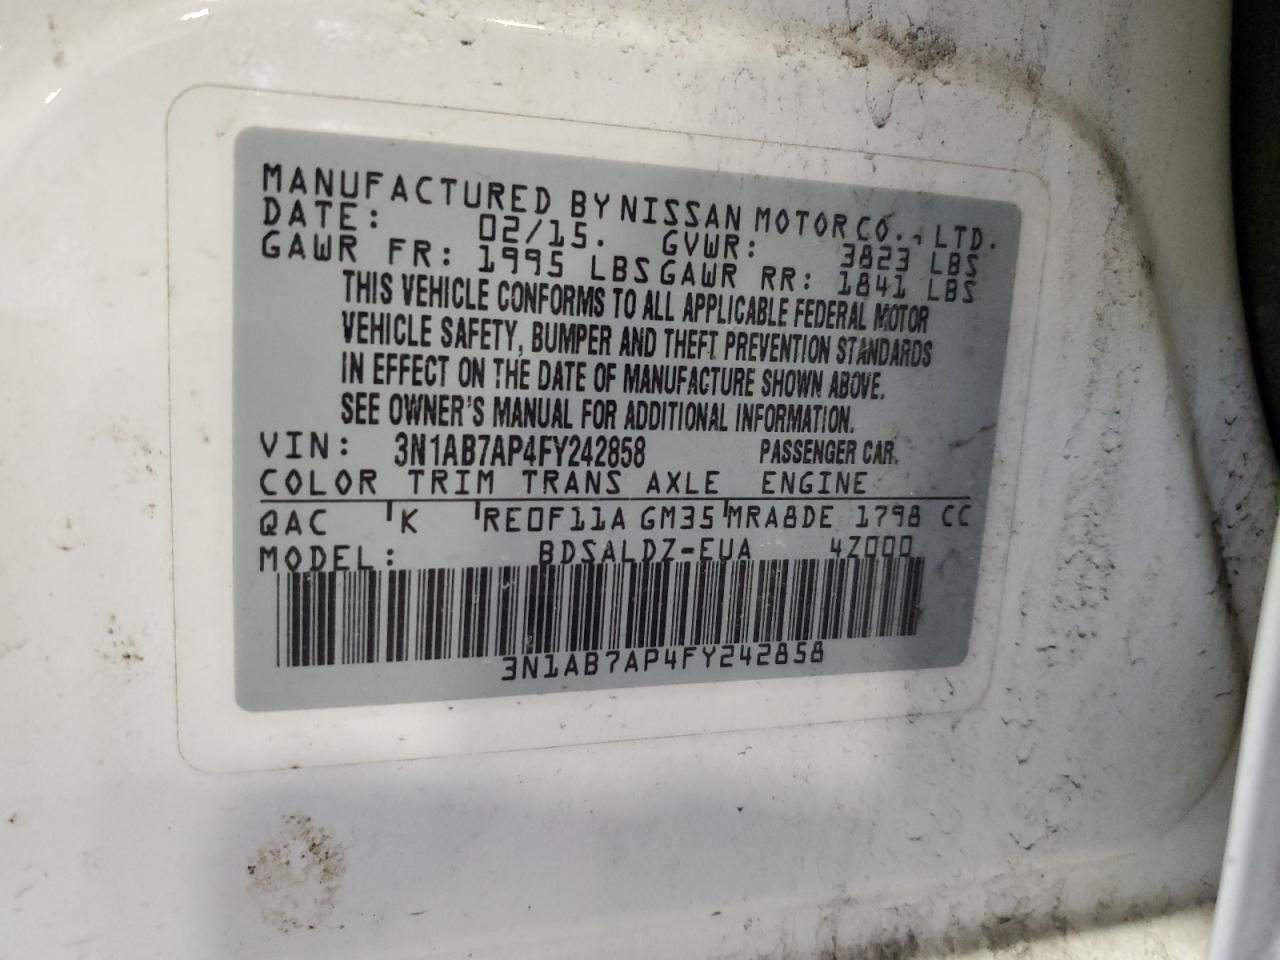 MANUFACTURED BY NISSAN MOTOR CO., LTD.
DATE: 02/15. GVWR: 3823 LBS
GAWR FR: 1995 LBS GAWR RR: 1841 LBS
THIS VEHICLE CONFORMS TO ALL APPLICABLE FEDERAL MOTOR
VEHICLE SAFETY, BUMPER AND THEFT PREVENTION STANDARDS
IN EFFECT ON THE DATE OF MANUFACTURE SHOWN ABOVE.
SEE OWNER'S MANUAL FOR ADDITIONAL INFORMATION.
VIN: 3N1AB7AP4FY242858 PASSENGER CAR.
COLOR TRIM TRANS AXLE ENGINE
QAC K RE0F11A GM35 MRA8DE 1798 CC
MODEL: BDSALDZ-EUA 4Z000
3N1AB7AP4FY242858